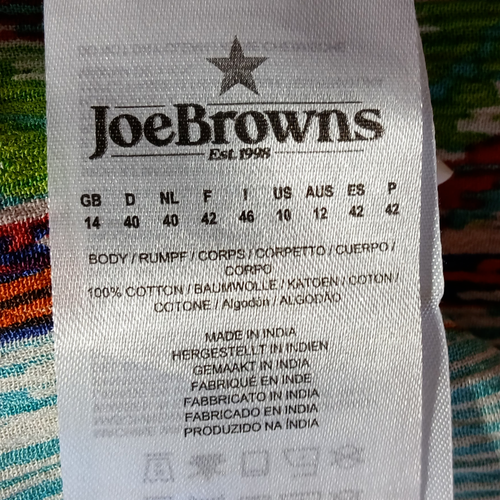 JoeBrowns
Est. 1998
GB D NL F I US AUS ES P
14 40 40 42 46 10 12 42 42
BODY / RUMPF / CORPS / CORPETTO / CUERPO /
CORPO
100% COTTON / BAUMWOLLE / KATOEN / COTON /
COTONE / Algodón / ALGODÃO
MADE IN INDIA
HERGESTELLT IN INDIEN
GEMAAKT IN INDIA
FABRIQUÉ EN INDE
FABBRICATO IN INDIA
FABRICADO EN INDIA
PRODUZIDO NA ÍNDIA